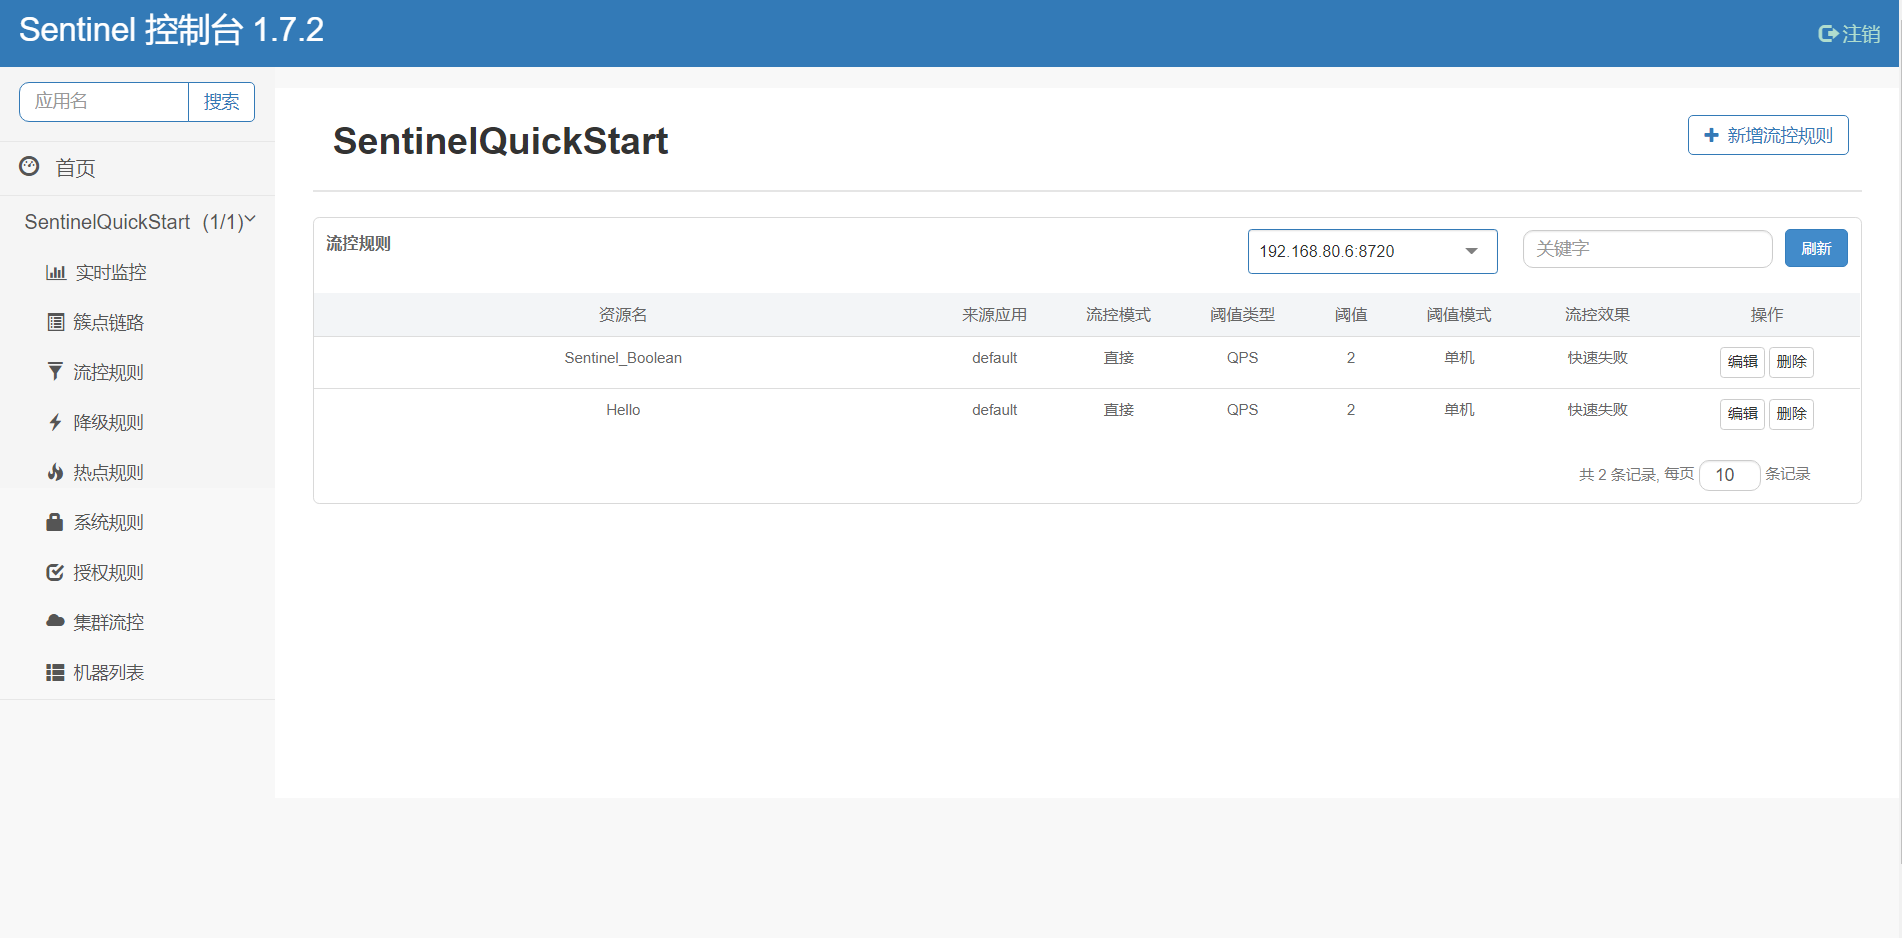 Sentinel 控制台 1.7.2
注销
应用名
搜索
首页
SentinelQuickStart (1/1)
实时监控
簇点链路
流控规则
降级规则
热点规则
系统规则
授权规则
集群流控
机器列表
SentinelQuickStart
新增流控规则
流控规则
192.168.80.6:8720
关键字
刷新
资源名 来源应用 流控模式 阈值类型 阈值 阈值模式 流控效果 操作
Sentinel_Boolean default 直接 QPS 2 单机 快速失败 编辑 删除
Hello default 直接 QPS 2 单机 快速失败 编辑 删除
共 2 条记录, 每页 10 条记录